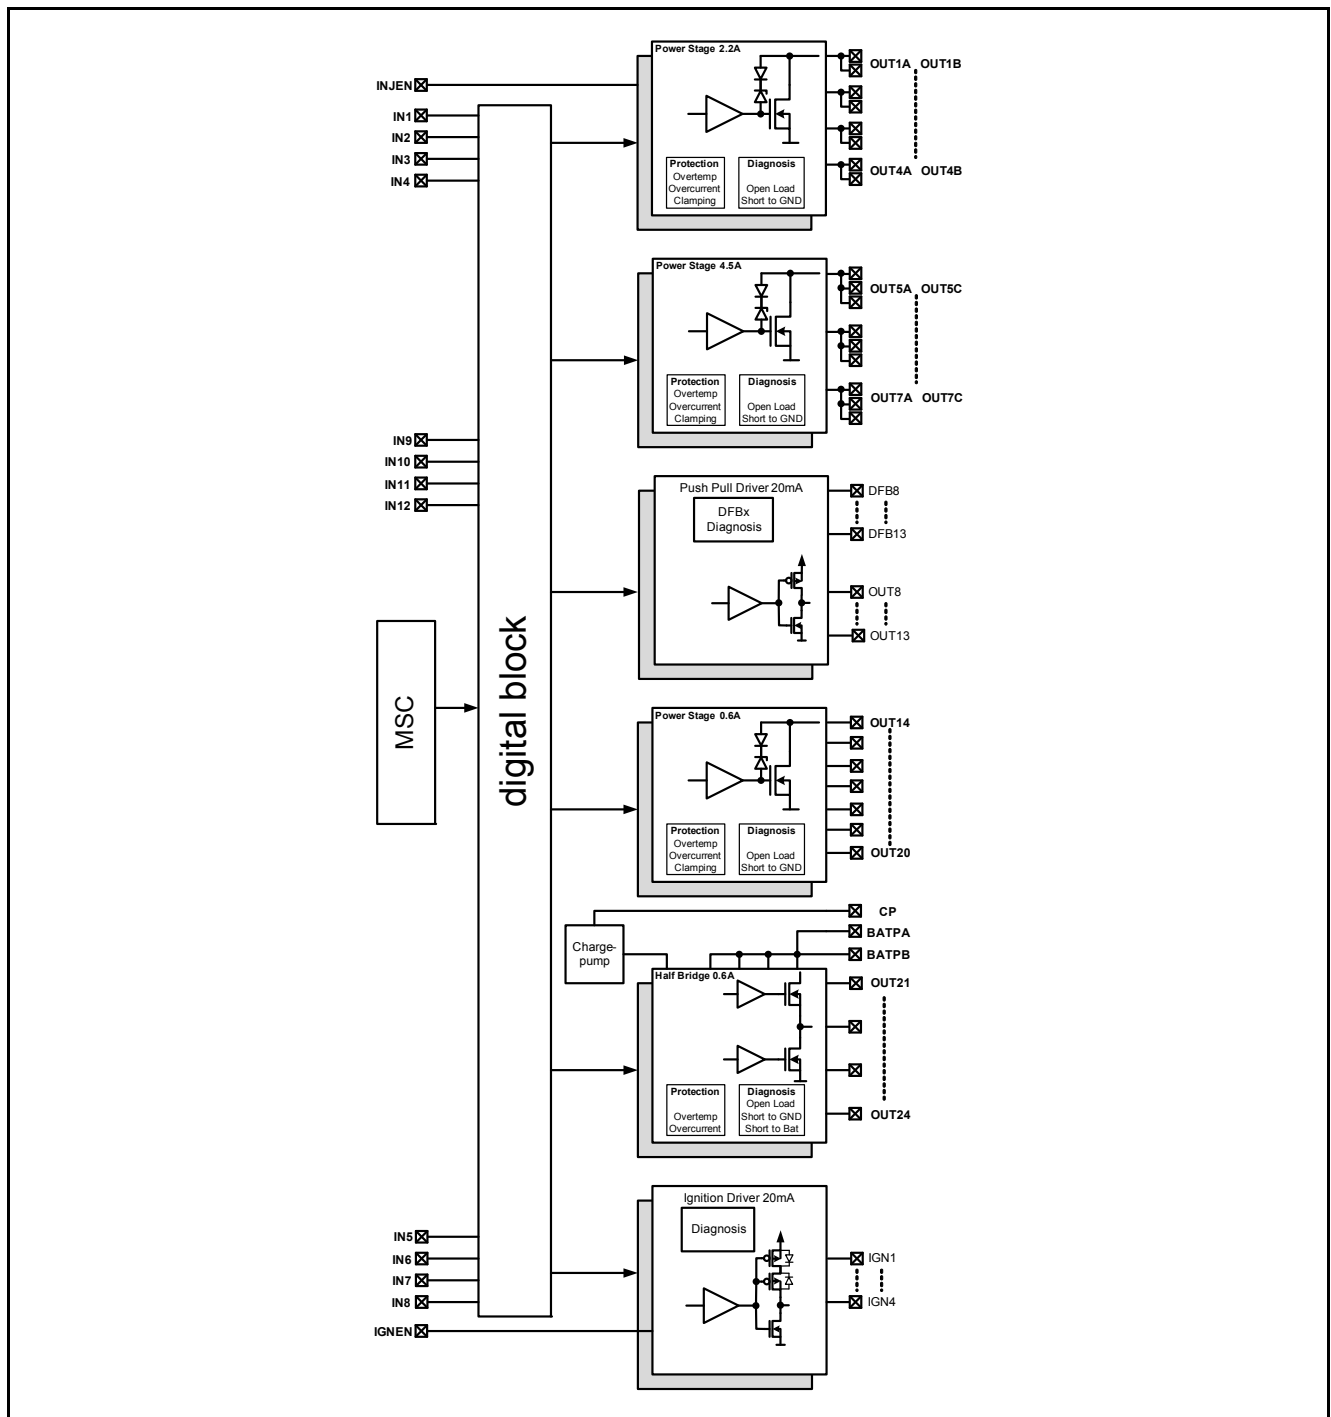 Power Stage 2.2A
OUT1A OUT1B
INJEN
IN1
IN2
IN3
IN4
Protection
Overtemp
Overcurrent
Clamping
Diagnosis
Open Load
Short to GND
OUT4A OUT4B
Power Stage 4.5A
OUT5A OUT5C
Protection
Overtemp
Overcurrent
Clamping
Diagnosis
Open Load
Short to GND
OUT7A OUT7C
IN9
IN10
IN11
IN12
Push Pull Driver 20mA
DFBx
Diagnosis
DFB8
DFB13
OUT8
OUT13
MSC
digital block
Power Stage 0.6A
OUT14
Protection
Overtemp
Overcurrent
Clamping
Diagnosis
Open Load
Short to GND
OUT20
CP
BATPA
BATPB
Charge-
pump
Half Bridge 0.6A
OUT21
Protection
Overtemp
Overcurrent
Diagnosis
Open Load
Short to GND
Short to Bat
OUT24
Ignition Driver 20mA
Diagnosis
IN5
IN6
IN7
IN8
IGNEN
IGN1
IGN4